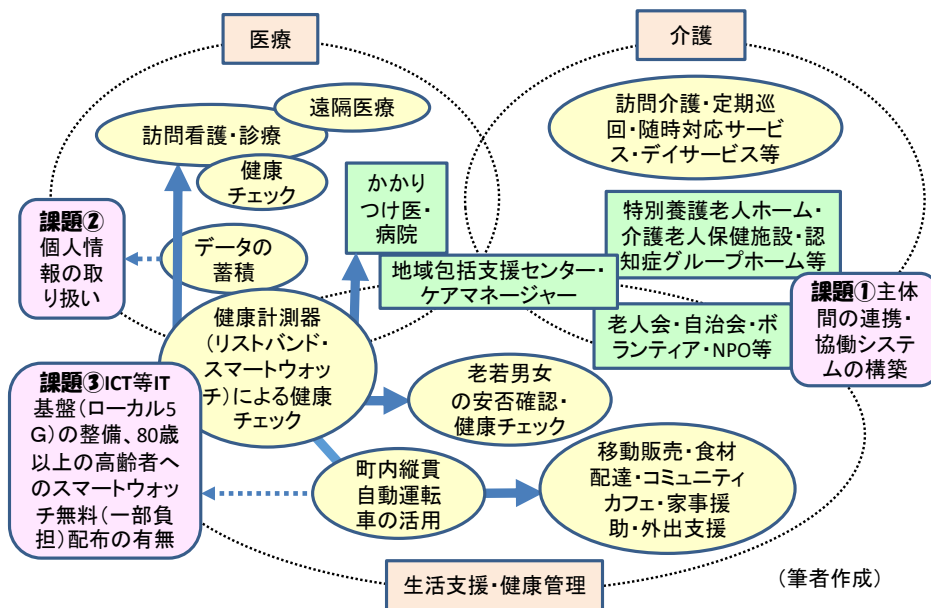 医療
介護
遠隔医療
訪問看護・診療
健康
チェック
訪問介護・定期巡
回・随時対応サービ
ス・デイサービス等
かかり
つけ医・
病院
特別養護老人ホーム・
介護老人保健施設・認
知症グループホーム等
課題②
個人情
報の取
り扱い
データの
蓄積
地域包括支援センター・
ケアマネージャー
老人会・自治会・ボ
ランティア・NPO等
課題①主体
間の連携・
協働システ
ムの構築
健康計測器
(リストバンド・
スマートウォッ
チ)による健康
チェック
課題③ICT等IT
基盤(ローカル5
G)の整備、80歳
以上の高齢者へ
のスマートウォッ
チ無料(一部負
担)配布の有無
老若男女
の安否確認・
健康チェック
町内縦貫
自動運転
車の活用
移動販売・食材
配達・コミュニティ
カフェ・家事援
助・外出支援
生活支援・健康管理
(筆者作成)